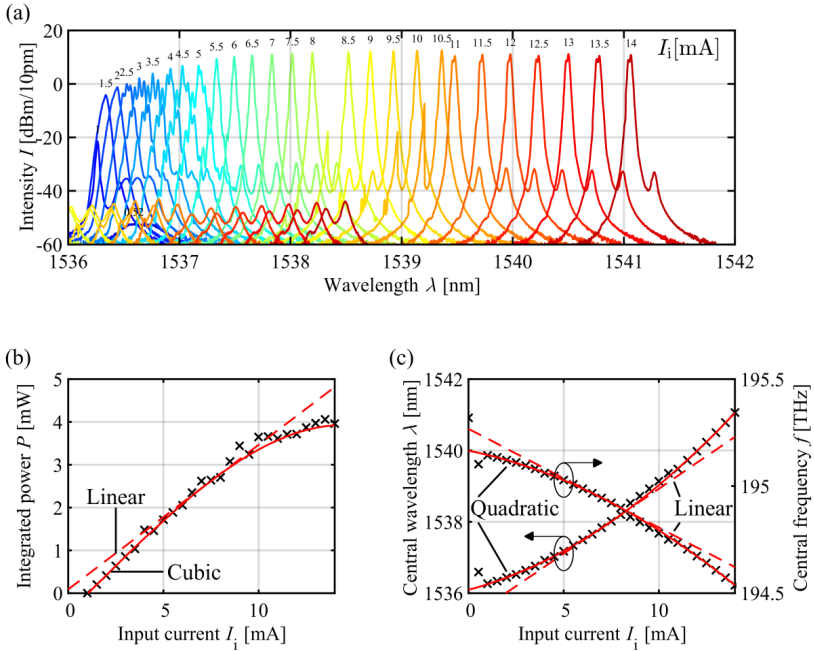 (a)
20
0
-20
-40
-60
Intensity I [dBm/10pm]
1.5 2 2.5 3 3.5 4 4.5 5 5.5 6 6.5 7 7.5 8 8.5 9 9.5 10 10.5 11 11.5 12 12.5 13 13.5 14
Ii[mA]
1536 1537 1538 1539 1540 1541 1542
Wavelength λ [nm]
(b)
5
4
3
2
1
0
Integrated power P [mW]
Linear
Cubic
0 5 10
Input current Ii [mA]
(c)
1542
1540
1538
1536
Central wavelength λ [nm]
195.5
195
194.5
Central frequency f [THz]
Quadratic
Linear
0 5 10
Input current Ii [mA]